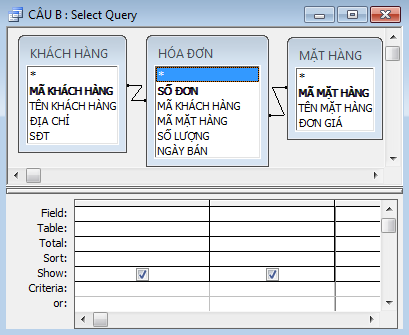 CÂU B : Select Query
KHÁCH HÀNG
*
MÃ KHÁCH HÀNG
TÊN KHÁCH HÀNG
ĐỊA CHỈ
SĐT
HÓA ĐƠN
*
SỐ ĐƠN
MÃ KHÁCH HÀNG
MÃ MẶT HÀNG
SỐ LƯỢNG
NGÀY BÁN
MẶT HÀNG
*
MÃ MẶT HÀNG
TÊN MẶT HÀNG
ĐƠN GIÁ
Field:
Table:
Total:
Sort:
Show:
Criteria:
or: